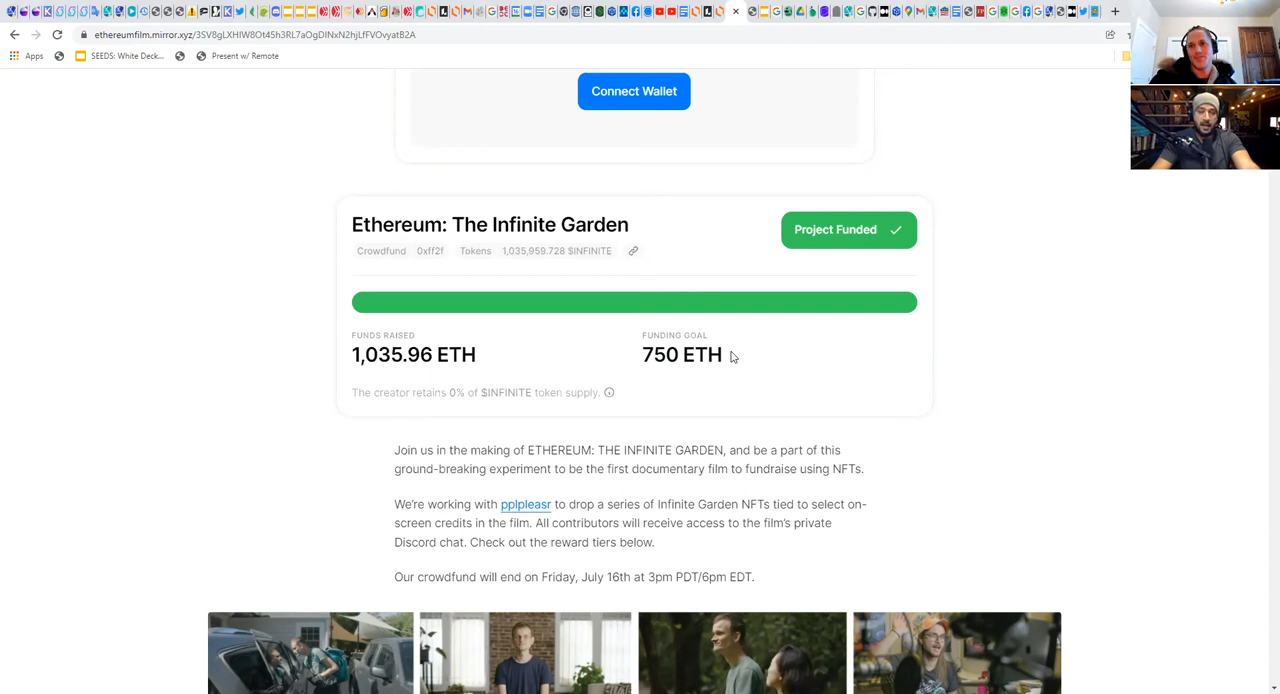 ethereumfilm.mirror.xyz/3SV8gLXHIW8Ot45h3RL7aOgDINxN2hjLfFVOvyatB2A
Apps
SEEDS: White Deck...
Present w/ Remote
Connect Wallet
Ethereum: The Infinite Garden
Project Funded
Crowdfund 0xff2f Tokens 1,035,959.728 $INFINITE
FUNDS RAISED
FUNDING GOAL
1,035.96 ETH
750 ETH
The creator retains 0% of $INFINITE token supply.
Join us in the making of ETHEREUM: THE INFINITE GARDEN, and be a part of this
ground-breaking experiment to be the first documentary film to fundraise using NFTs.
We're working with pplpleasr to drop a series of Infinite Garden NFTs tied to select on-
screen credits in the film. All contributors will receive access to the film's private
Discord chat. Check out the reward tiers below.
Our crowdfund will end on Friday, July 16th at 3pm PDT/6pm EDT.